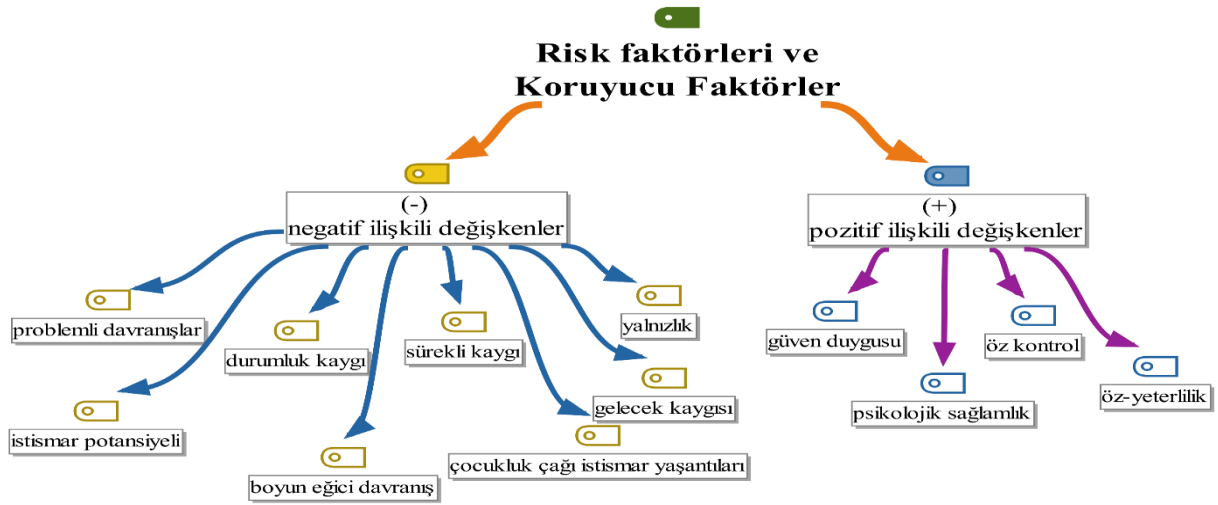 Risk faktörleri ve
Koruyucu Faktörler
(-)
negatif ilişkili değişkenler
(+)
pozitif ilişkili değişkenler
problemli davranışlar
durumluk kaygı
sürekli kaygı
yalnızlık
güven duygusu
öz kontrol
istismar potansiyeli
boyun eğici davranış
gelecek kaygısı
çocukluk çağı istismar yaşantıları
psikolojik sağlamlık
öz-yeterlilik